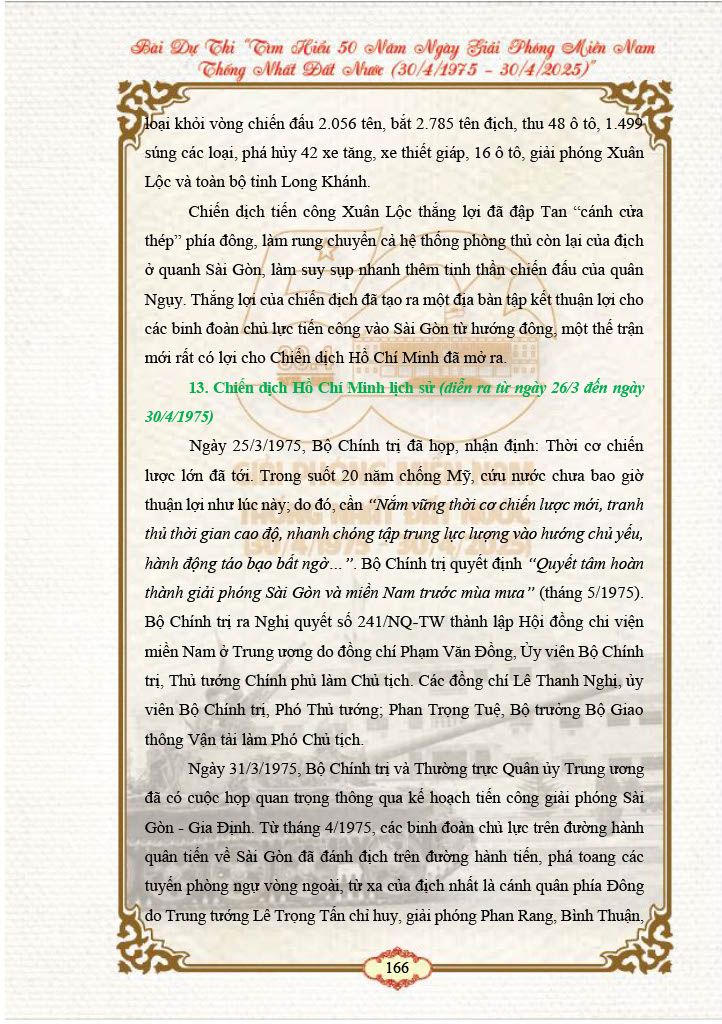 Bài Dự Thi "Tìm Hiểu 50 Năm Ngày Giải Phóng Miền Nam
Thống Nhất Đất Nước (30/4/1975 - 30/4/2025)"
loại khỏi vòng chiến đấu 2.056 tên, bắt 2.785 tên địch, thu 48 ô tô, 1.499
súng các loại, phá hủy 42 xe tăng, xe thiết giáp, 16 ô tô, giải phóng Xuân
Lộc và toàn bộ tỉnh Long Khánh.
Chiến dịch tiến công Xuân Lộc thắng lợi đã đập Tan “cánh cửa
thép” phía đông, làm rung chuyển cả hệ thống phòng thủ còn lại của địch
ở quanh Sài Gòn, làm suy sụp nhanh thêm tinh thần chiến đấu của quân
Ngụy. Thắng lợi của chiến dịch đã tạo ra một địa bàn tập kết thuận lợi cho
các binh đoàn chủ lực tiến công vào Sài Gòn từ hướng đông, một thế trận
mới rất có lợi cho Chiến dịch Hồ Chí Minh đã mở ra.
13. Chiến dịch Hồ Chí Minh lịch sử (diễn ra từ ngày 26/3 đến ngày
30/4/1975)
Ngày 25/3/1975, Bộ Chính trị đã họp, nhận định: Thời cơ chiến
lược lớn đã tới. Trong suốt 20 năm chống Mỹ, cứu nước chưa bao giờ
thuận lợi như lúc này; do đó, cần “Nắm vững thời cơ chiến lược mới, tranh
thủ thời gian cao độ, nhanh chóng tập trung lực lượng vào hướng chủ yếu,
hành động táo bạo bất ngờ…”. Bộ Chính trị quyết định “Quyết tâm hoàn
thành giải phóng Sài Gòn và miền Nam trước mùa mưa” (tháng 5/1975).
Bộ Chính trị ra Nghị quyết số 241/NQ-TW thành lập Hội đồng chi viện
miền Nam ở Trung ương do đồng chí Phạm Văn Đồng, Ủy viên Bộ Chính
trị, Thủ tướng Chính phủ làm Chủ tịch. Các đồng chí Lê Thanh Nghị, ủy
viên Bộ Chính trị, Phó Thủ tướng; Phan Trọng Tuệ, Bộ trưởng Bộ Giao
thông Vận tải làm Phó Chủ tịch.
Ngày 31/3/1975, Bộ Chính trị và Thường trực Quân ủy Trung ương
đã có cuộc họp quan trọng thông qua kế hoạch tiến công giải phóng Sài
Gòn - Gia Định. Từ tháng 4/1975, các binh đoàn chủ lực trên đường hành
quân tiến về Sài Gòn đã đánh địch trên đường hành tiến, phá toang các
tuyến phòng ngự vòng ngoài, từ xa của địch nhất là cánh quân phía Đông
do Trung tướng Lê Trọng Tấn chỉ huy, giải phóng Phan Rang, Bình Thuận,
30.4
GIẢI PHÓNG MIỀN NAM
THỐNG NHẤT ĐẤT NƯỚC
(30/4/1975 - 30/4/2025)
166